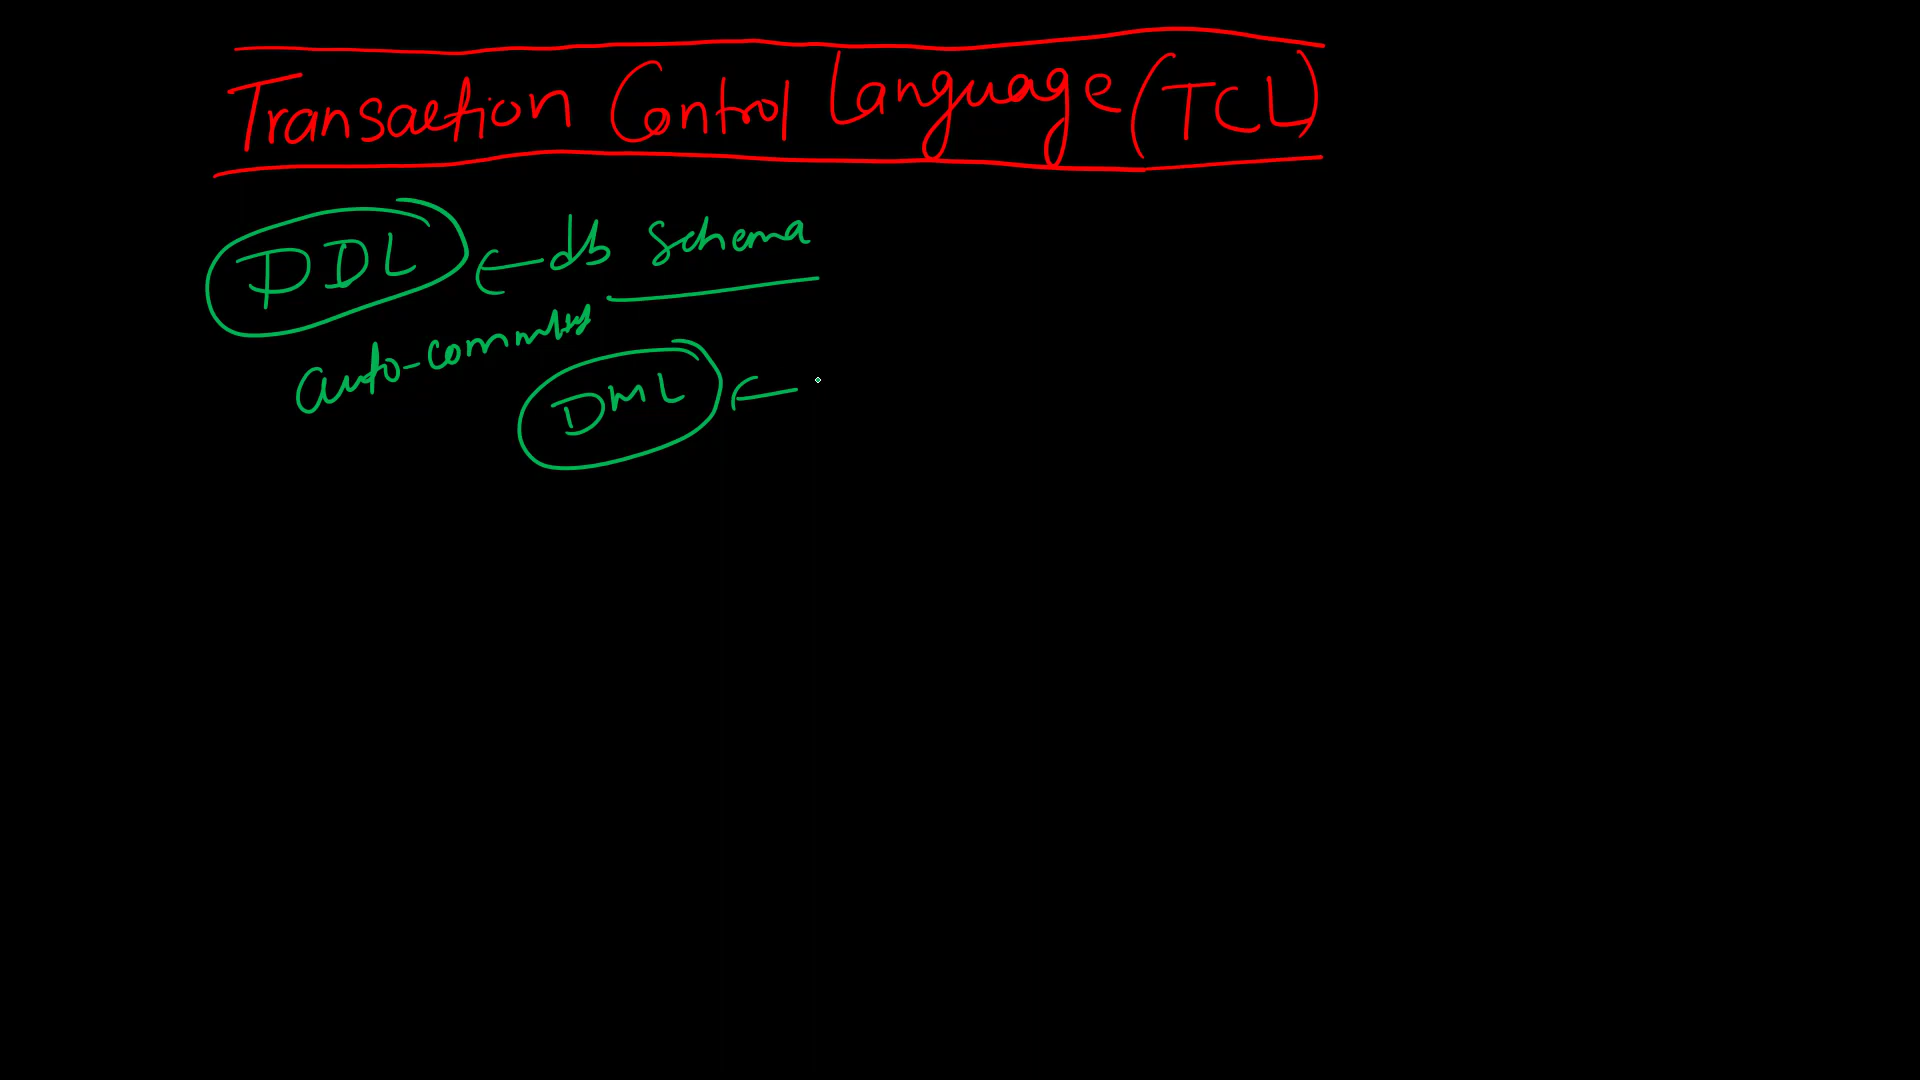 Transaction Control Language (TCL)
DDL ← db schema
auto-commits
DML ←